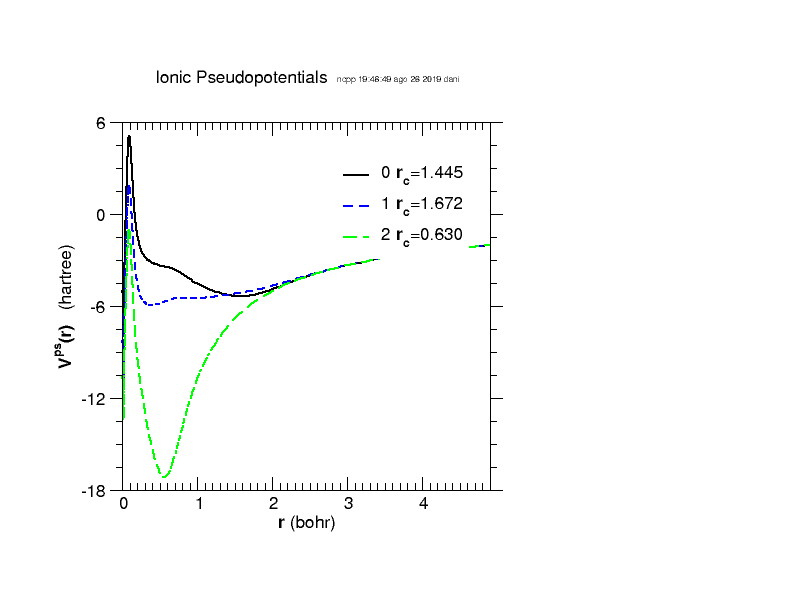 Ionic Pseudopotentials ncpp 19:46:49 ago 26 2019 dani
6
0 rc=1.445
1 rc=1.672
0
2 rc=0.630
-6
Vps(r) (hartree)
-12
-18
0 1 2 3 4
r (bohr)